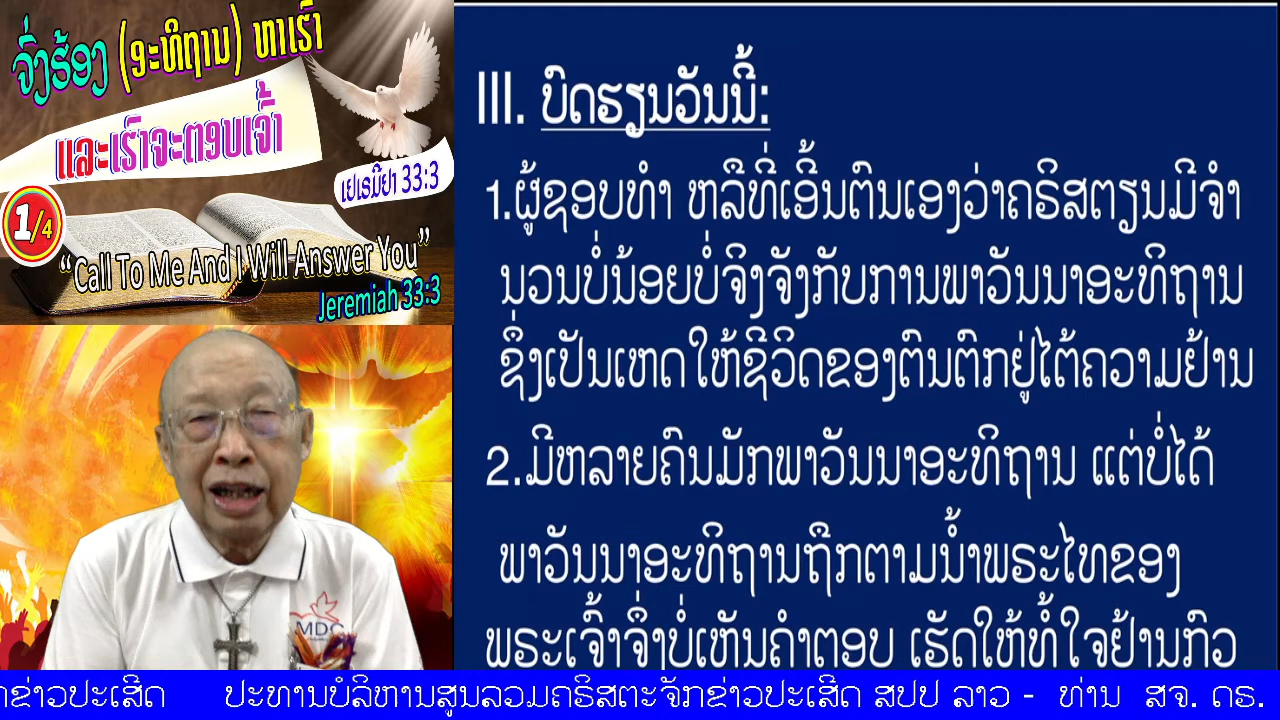 ຈົ່ງຮ້ອງ (ອະທິຖານ) ຫາເຮົາ
ແລະເຮົາຈະຕອບເຈົ້າ
ເຢເຣມີຢາ 33:3
1/4
“Call To Me And I Will Answer You”
Jeremiah 33:3
MDC
III. ບົດຮຽນວັນນີ້:
1.ຜູ້ຊອບທຳ ຫລືທີ່ເອີ້ນຕົນເອງວ່າຄຣິສຕຽນມີຈຳ
ນວນບໍ່ນ້ອຍບໍ່ຈິງຈັງກັບການພາວັນນາອະທິຖານ
ຊຶ່ງເປັນເຫດໃຫ້ຊີວິດຂອງຕົນຕົກຢູ່ໄຕ້ຄວາມຢ້ານ
2.ມີຫລາຍຄົນມັກພາວັນນາອະທິຖານ ແຕ່ບໍ່ໄດ້
ພາວັນນາອະທິຖານຖືກຕາມນ້ຳພຣະໄທຂອງ
ພຣະເຈົ້າຈຶ່ງບໍ່ເຫັນຄຳຕອບ ເຮັດໃຫ້ທໍ້ໃຈຢ້ານກົວ
ຂ່າວປະເສີດ ປະທານບໍລິຫານສູນລວມຄຣິສຕະຈັກຂ່າວປະເສີດ ສປປ ລາວ - ທ່ານ ສຈ. ດຣ.